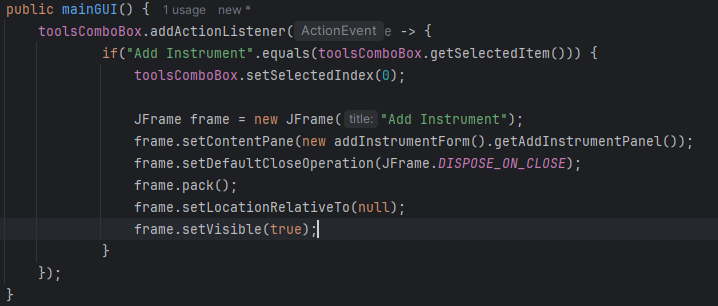 public mainGUI() { 1 usage new *
    toolsComboBox.addActionListener( ActionEvent e -> {
            if("Add Instrument".equals(toolsComboBox.getSelectedItem())) {
                toolsComboBox.setSelectedIndex(0);
                JFrame frame = new JFrame( title: "Add Instrument");
                frame.setContentPane(new addInstrumentForm().getAddInstrumentPanel());
                frame.setDefaultCloseOperation(JFrame.DISPOSE_ON_CLOSE);
                frame.pack();
                frame.setLocationRelativeTo(null);
                frame.setVisible(true);
            }
    });
}